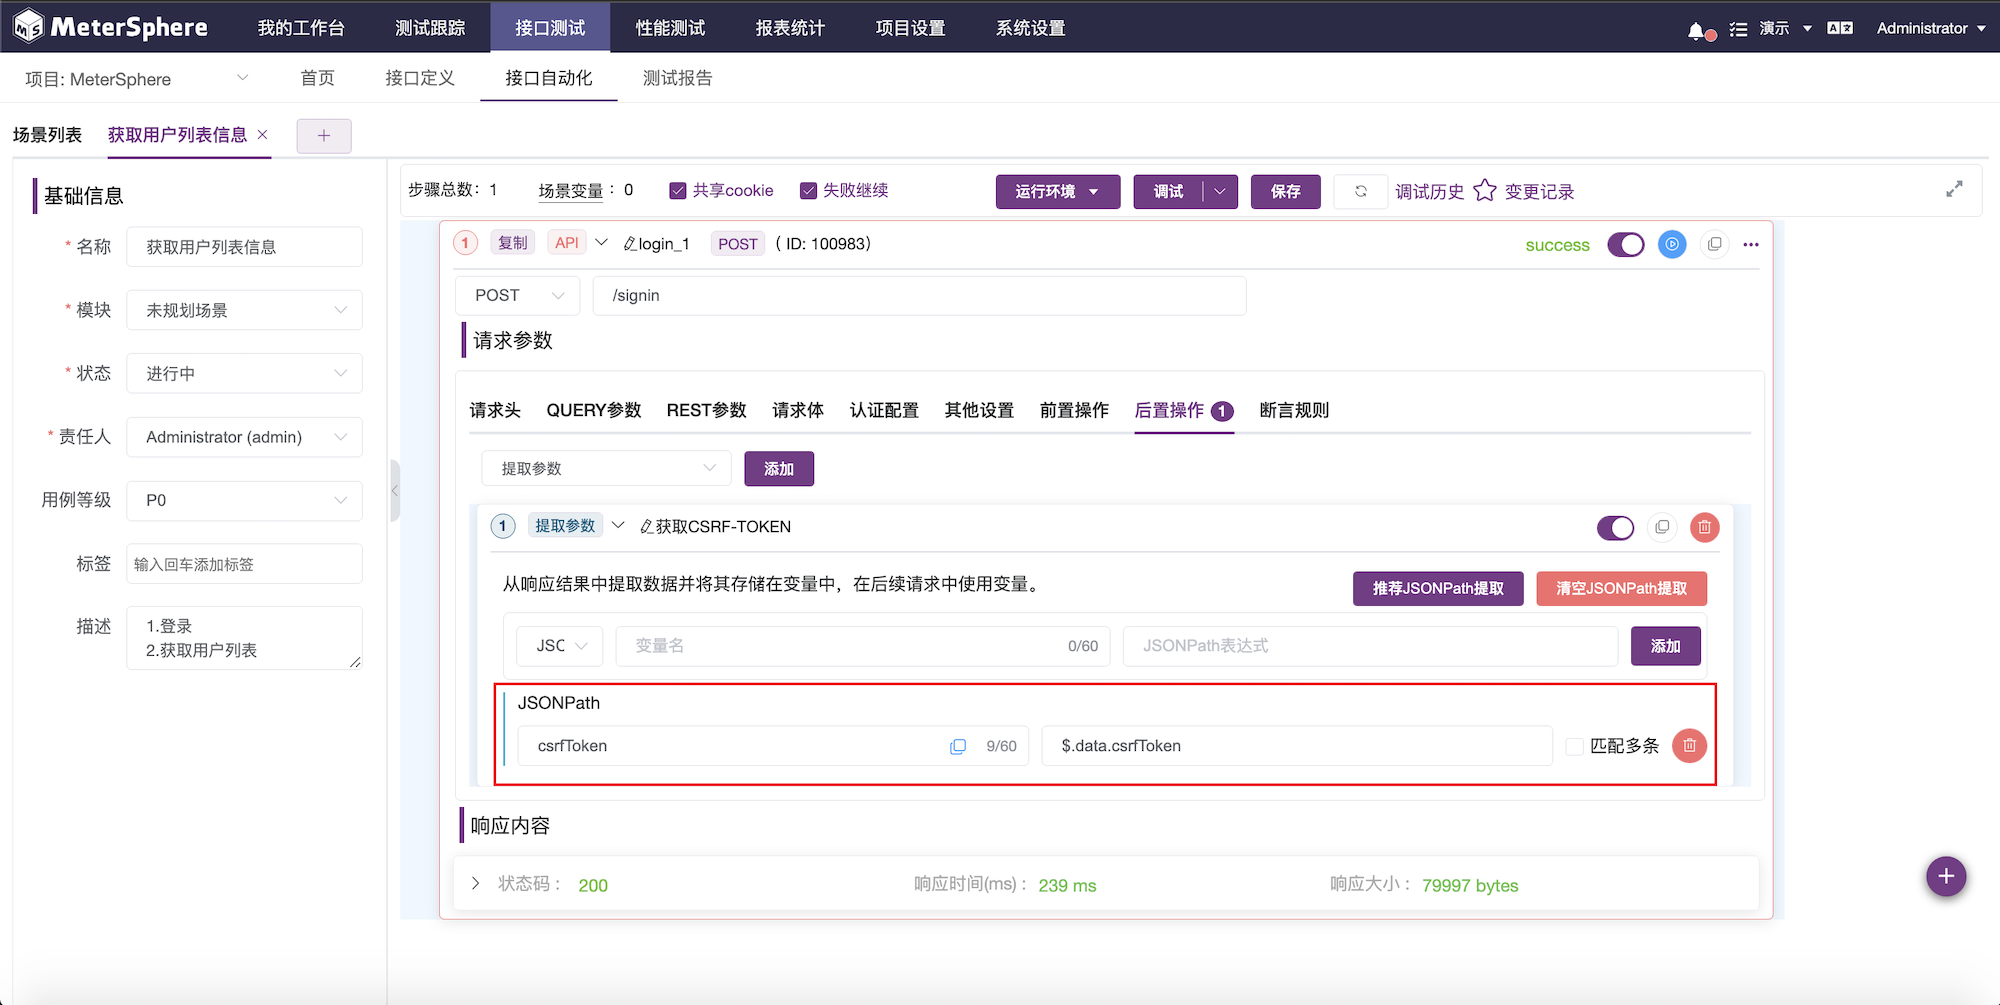 MeterSphere 我的工作台 测试跟踪 接口测试 性能测试 报表统计 项目设置 系统设置 演示 Administrator
项目: MeterSphere 首页 接口定义 接口自动化 测试报告
场景列表 获取用户列表信息 × +
基础信息
* 名称 获取用户列表信息
* 模块 未规划场景
* 状态 进行中
* 责任人 Administrator (admin)
用例等级 P0
标签 输入回车添加标签
描述 1.登录
2.获取用户列表
步骤总数：1 场景变量：0 共享cookie 失败继续 运行环境 调试 保存 调试历史 变更记录
1 复制 API login_1 POST ( ID: 100983) success
POST /signin
请求参数
请求头 QUERY参数 REST参数 请求体 认证配置 其他设置 前置操作 后置操作 1 断言规则
提取参数 添加
1 提取参数 获取CSRF-TOKEN
从响应结果中提取数据并将其存储在变量中，在后续请求中使用变量。 推荐JSONPath提取 清空JSONPath提取
JSC 变量名 0/60 JSONPath表达式 添加
JSONPath
csrfToken 9/60 $.data.csrfToken 匹配多条
响应内容
状态码： 200 响应时间(ms)： 239 ms 响应大小： 79997 bytes